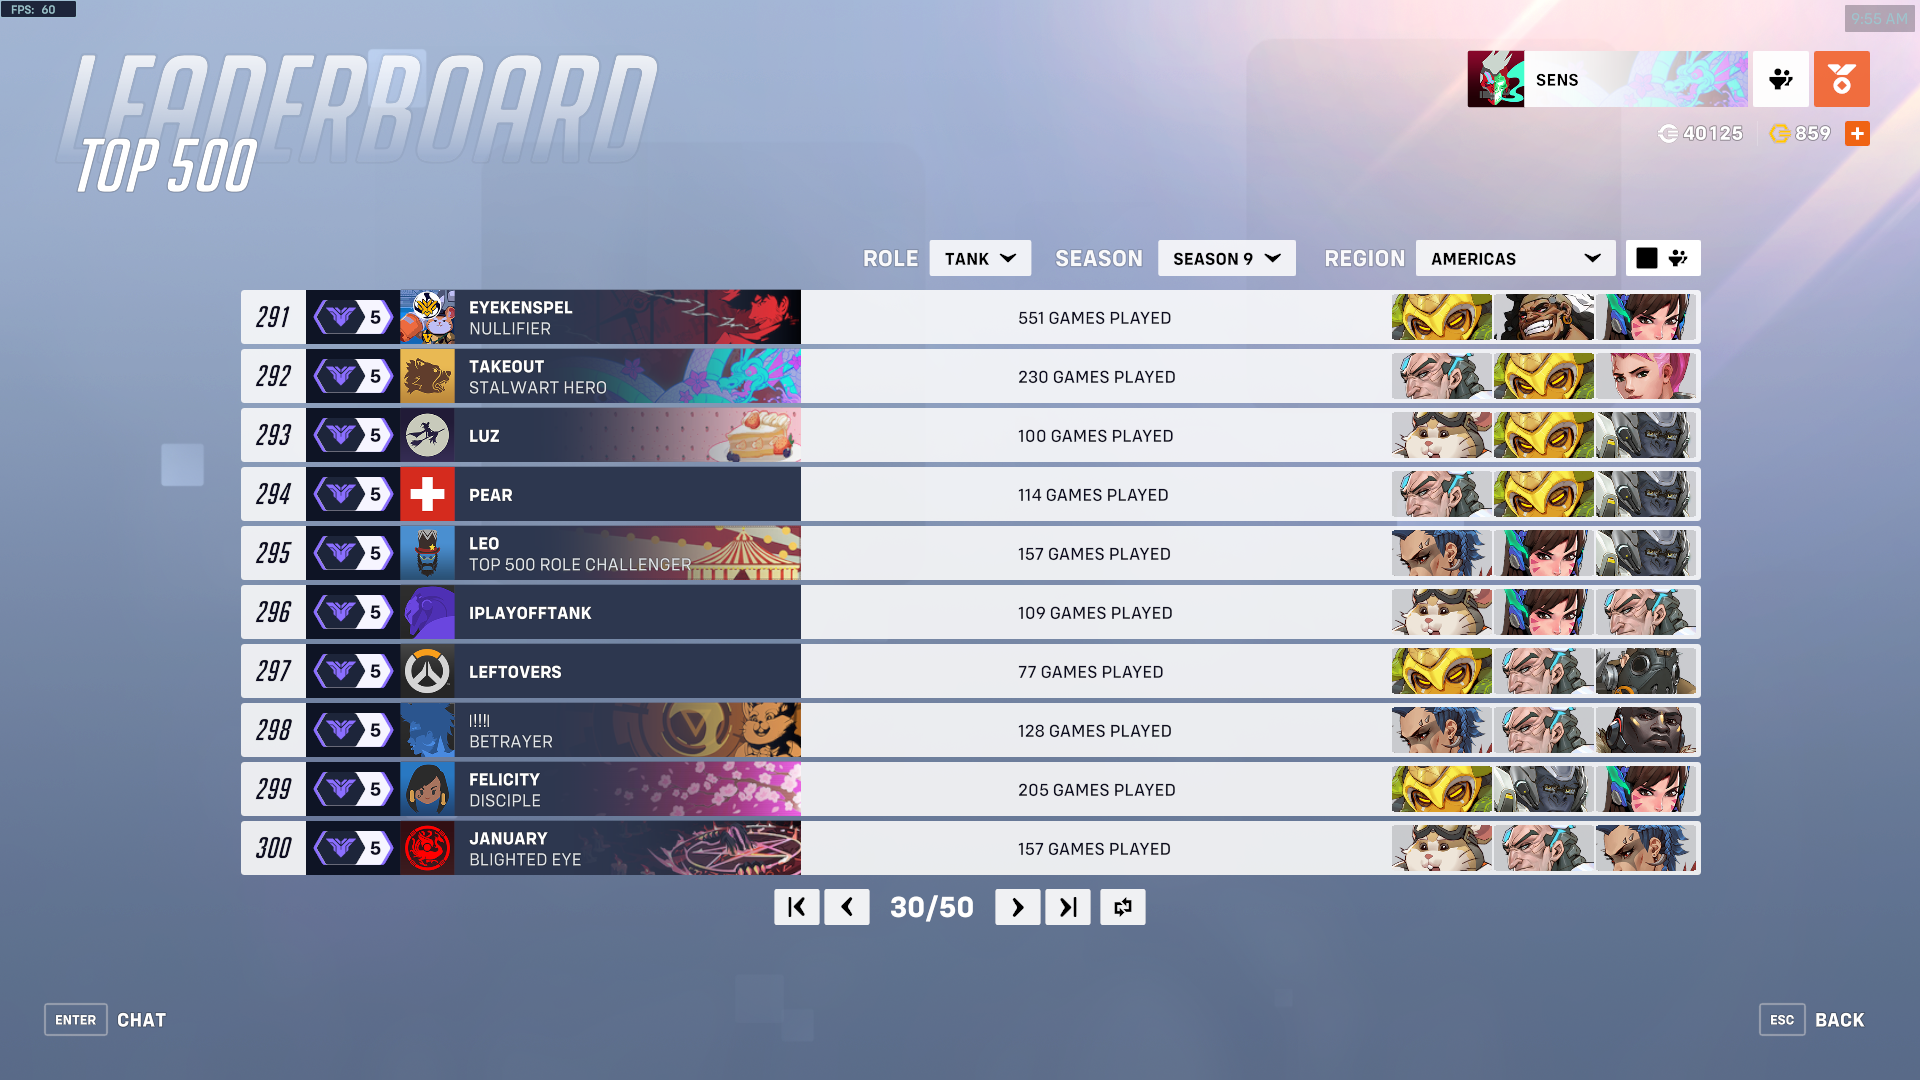 FPS: 60
9:55 AM
LEADERBOARD
TOP 500
SENS
40125
859
ROLE TANK SEASON SEASON 9 REGION AMERICAS
291 5 EYEKENSPEL 551 GAMES PLAYED
NULLIFIER
292 5 TAKEOUT 230 GAMES PLAYED
STALWART HERO
293 5 LUZ 100 GAMES PLAYED
294 5 PEAR 114 GAMES PLAYED
295 5 LEO 157 GAMES PLAYED
TOP 500 ROLE CHALLENGER
296 5 IPLAYOFFTANK 109 GAMES PLAYED
297 5 LEFTOVERS 77 GAMES PLAYED
298 5 128 GAMES PLAYED
BETRAYER
299 5 FELICITY 205 GAMES PLAYED
DISCIPLE
300 5 JANUARY 157 GAMES PLAYED
BLIGHTED EYE
30/50
ENTER CHAT
ESC BACK